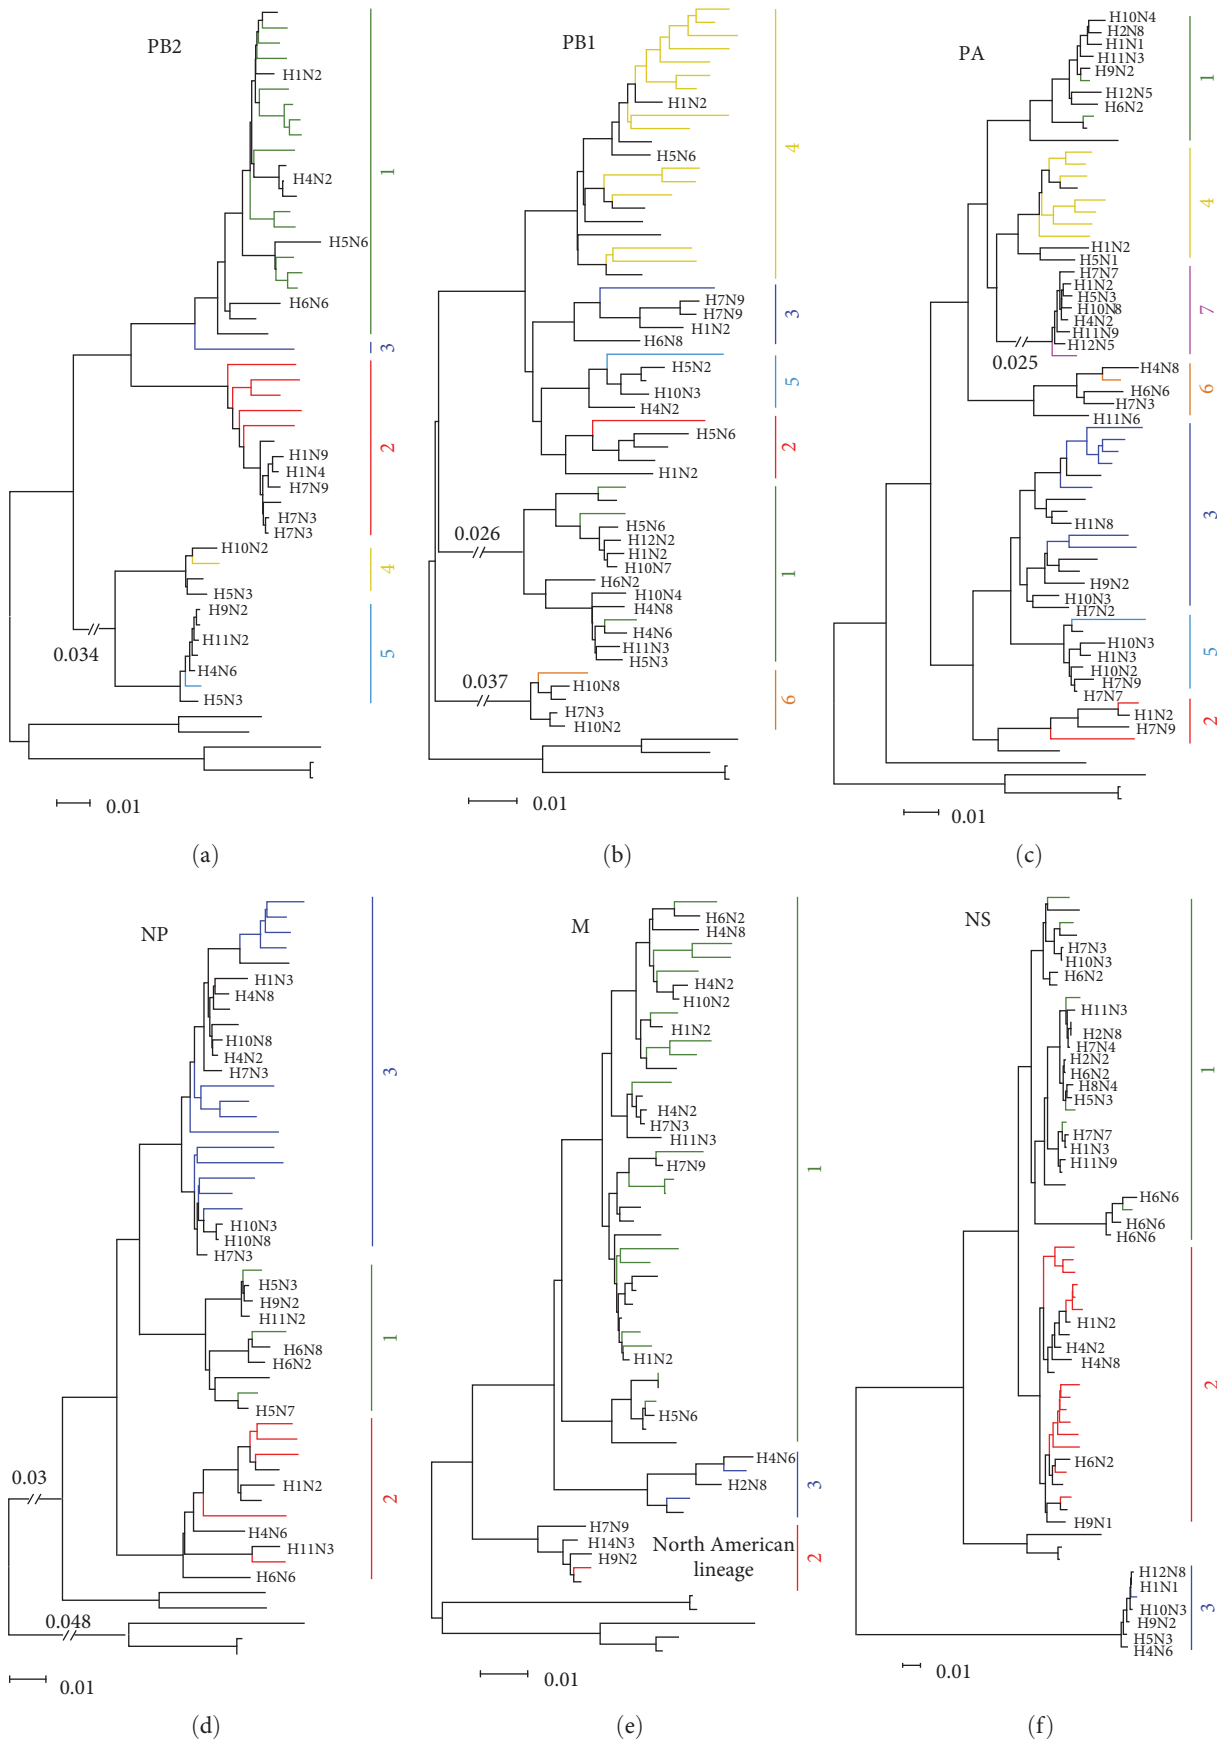 PB2
H1N2
H4N2
H5N6
H6N6
H1N9
H1N4
H7N9
H7N3
H7N3
H10N2
H5N3
H9N2
H11N2
H4N6
H5N3
1
3
2
4
5
0.034
0.01
(a)
PB1
H1N2
H5N6
H7N9
H7N9
H1N2
H6N8
H5N2
H10N3
H4N2
H5N6
H1N2
H5N6
H12N2
H1N2
H10N7
H6N2
H10N4
H4N8
H4N6
H11N3
H5N3
H10N8
H7N3
H10N2
4
3
5
2
1
6
0.026
0.037
0.01
(b)
PA
H10N4
H2N8
H1N1
H11N3
H9N2
H12N5
H6N2
H1N2
H5N1
H7N7
H1N2
H5N3
H10N8
H4N2
H11N9
H12N5
H4N8
H6N6
H7N3
H11N6
H1N8
H9N2
H10N3
H7N2
H10N3
H1N3
H10N2
H7N9
H7N7
H1N2
H7N9
1
4
7
6
3
5
2
0.025
0.01
(c)
NP
H1N3
H4N8
H10N8
H4N2
H7N3
H10N3
H10N8
H7N3
H5N3
H9N2
H11N2
H6N8
H6N2
H5N7
H1N2
H4N6
H11N3
H6N6
3
1
2
0.03
0.048
0.01
(d)
M
H6N2
H4N8
H4N2
H10N2
H1N2
H4N2
H7N3
H11N3
H7N9
H1N2
H5N6
H4N6
H2N8
H7N9
H14N3
H9N2
North American
lineage
1
3
2
0.01
(e)
NS
H7N3
H10N3
H6N2
H11N3
H2N8
H7N4
H2N2
H6N2
H8N4
H5N3
H7N7
H1N3
H11N9
H6N6
H6N6
H6N6
H1N2
H4N2
H4N8
H6N2
H9N1
H12N8
H1N1
H10N3
H9N2
H5N3
H4N6
1
2
3
0.01
(f)